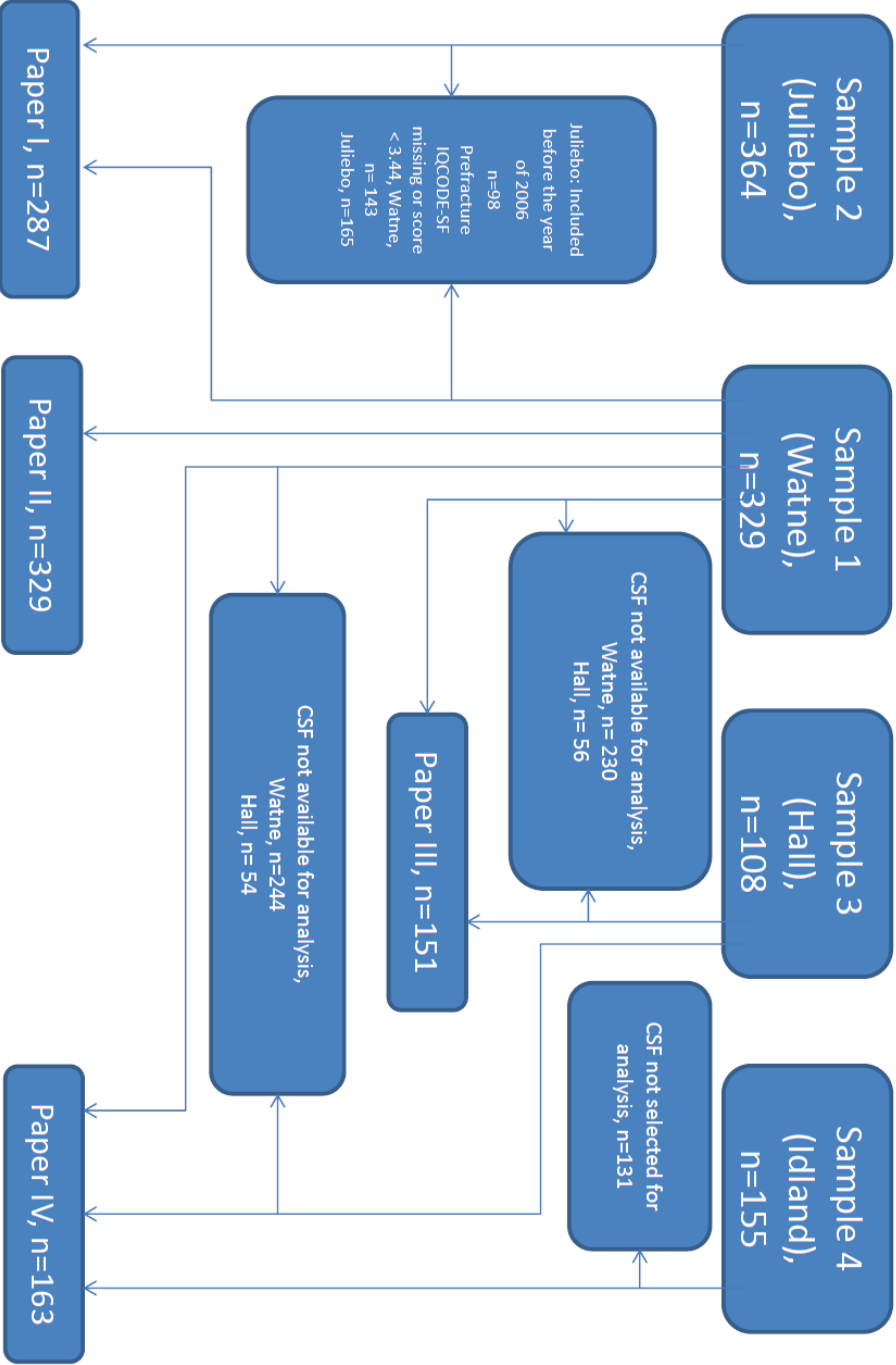 Sample 2
(Juliebo),
n=364
Sample 1
(Watne),
n=329
Sample 3
(Hall),
n=108
Sample 4
(Idland),
n=155
Juliebo: Included
before the year
of 2006
n=98
Prefracture
IQCODE-SF
missing or score
< 3.44, Watne,
n= 143
Juliebo, n=165
CSF not available for analysis,
Watne, n= 230
Hall, n= 56
CSF not selected for
analysis, n=131
Paper III, n=151
CSF not available for analysis,
Watne, n=244
Hall, n= 54
Paper I, n=287
Paper II, n=329
Paper IV, n=163